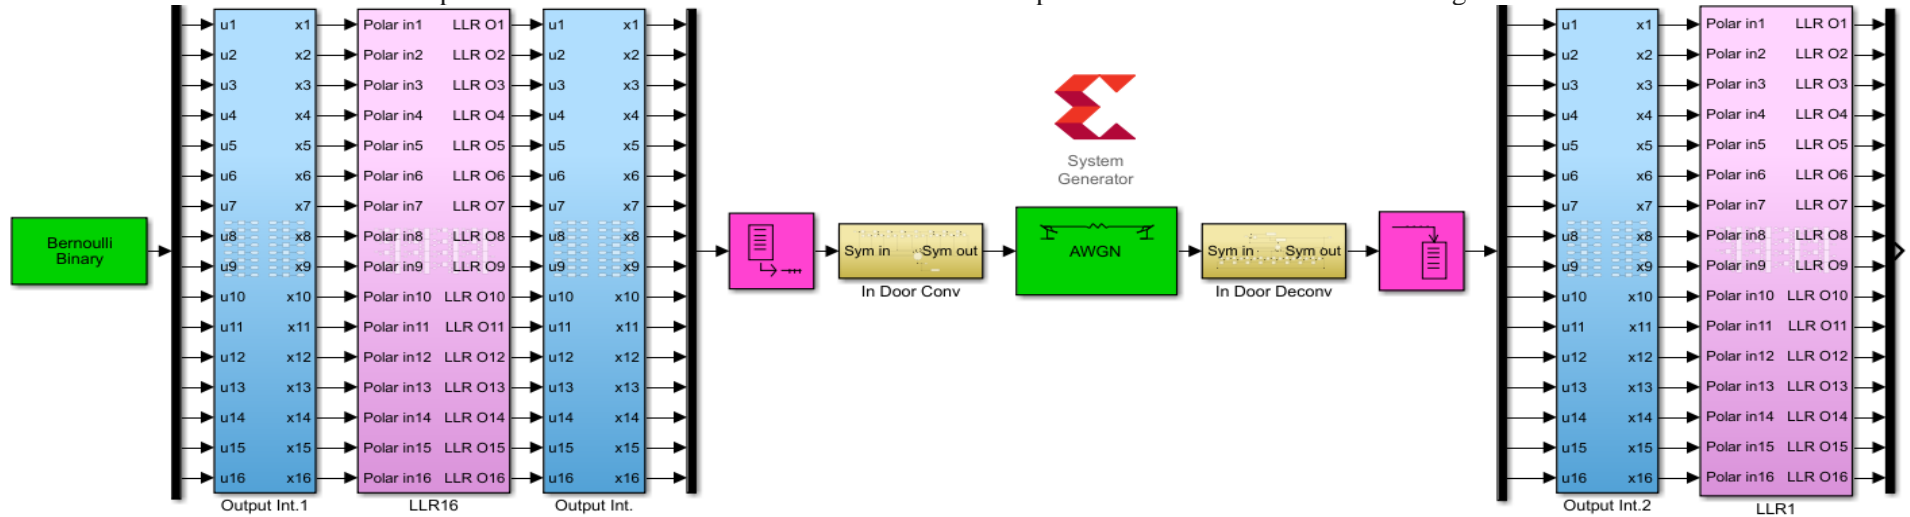 Bernoulli
Binary
u1 x1
u2 x2
u3 x3
u4 x4
u5 x5
u6 x6
u7 x7
u8 x8
u9 x9
u10 x10
u11 x11
u12 x12
u13 x13
u14 x14
u15 x15
u16 x16
Output Int.1
Polar in1 LLR O1
Polar in2 LLR O2
Polar in3 LLR O3
Polar in4 LLR O4
Polar in5 LLR O5
Polar in6 LLR O6
Polar in7 LLR O7
Polar in8 LLR O8
Polar in9 LLR O9
Polar in10 LLR O10
Polar in11 LLR O11
Polar in12 LLR O12
Polar in13 LLR O13
Polar in14 LLR O14
Polar in15 LLR O15
Polar in16 LLR O16
LLR16
u1 x1
u2 x2
u3 x3
u4 x4
u5 x5
u6 x6
u7 x7
u8 x8
u9 x9
u10 x10
u11 x11
u12 x12
u13 x13
u14 x14
u15 x15
u16 x16
Output Int.
Sym in Sym out
In Door Conv
System
Generator
AWGN
Sym in Sym out
In Door Deconv
u1 x1
u2 x2
u3 x3
u4 x4
u5 x5
u6 x6
u7 x7
u8 x8
u9 x9
u10 x10
u11 x11
u12 x12
u13 x13
u14 x14
u15 x15
u16 x16
Output Int.2
Polar in1 LLR O1
Polar in2 LLR O2
Polar in3 LLR O3
Polar in4 LLR O4
Polar in5 LLR O5
Polar in6 LLR O6
Polar in7 LLR O7
Polar in8 LLR O8
Polar in9 LLR O9
Polar in10 LLR O10
Polar in11 LLR O11
Polar in12 LLR O12
Polar in13 LLR O13
Polar in14 LLR O14
Polar in15 LLR O15
Polar in16 LLR O16
LLR1